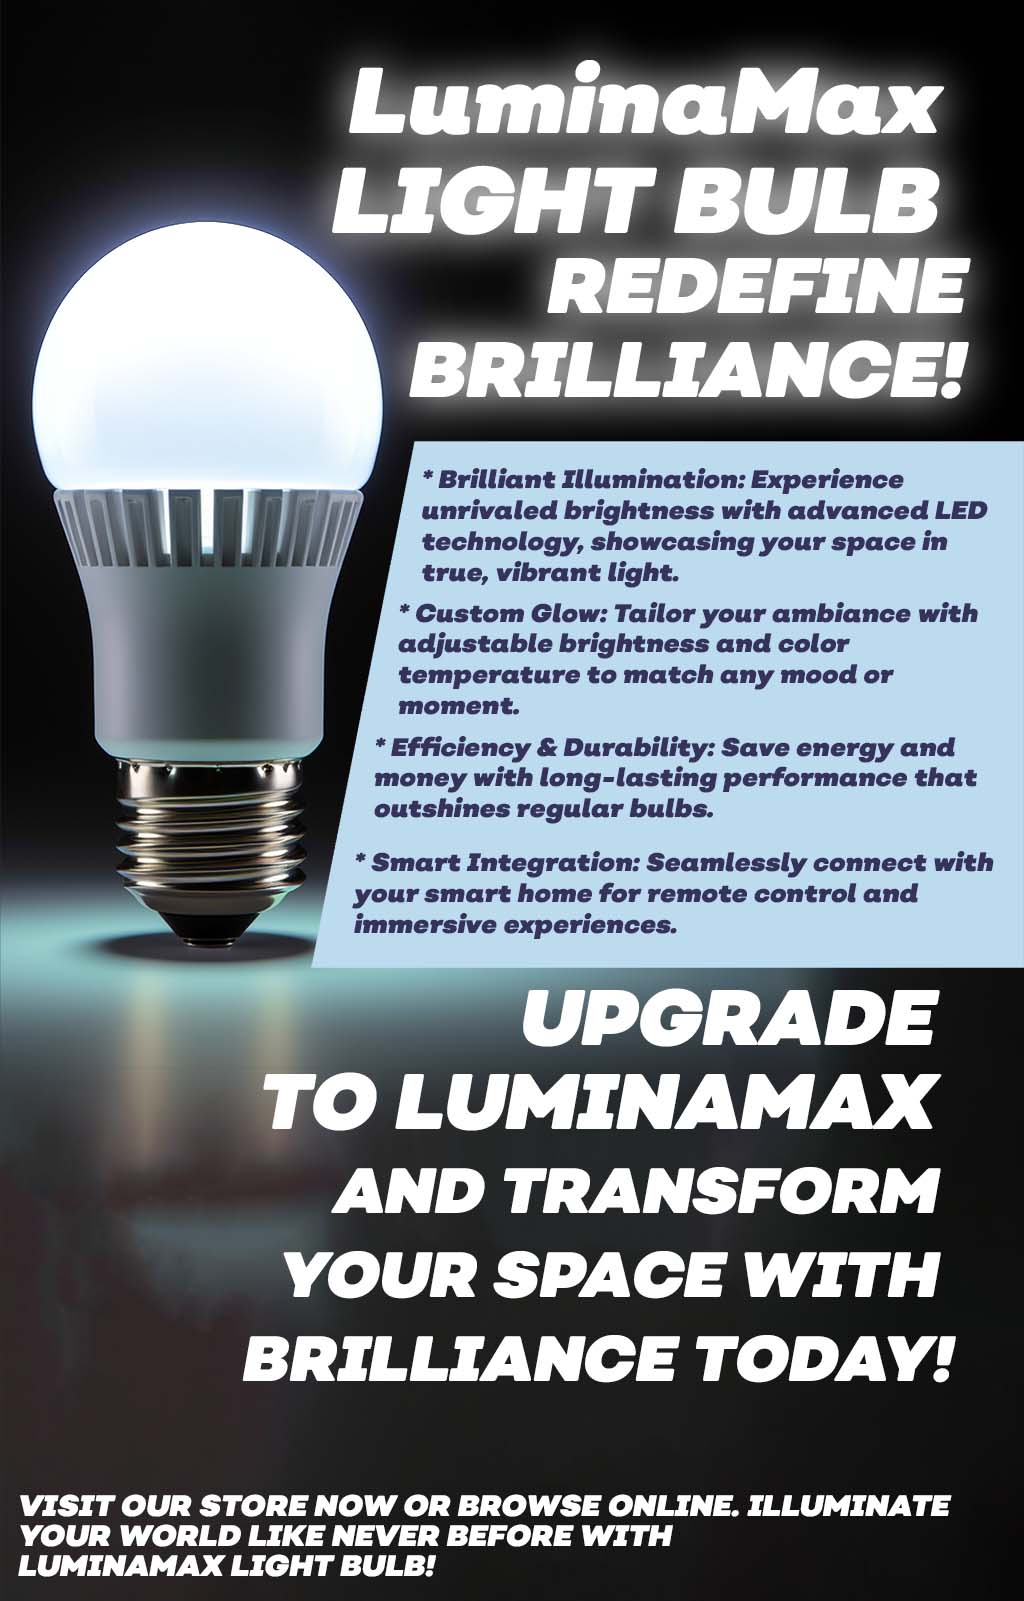 LuminaMax
LIGHT BULB
REDEFINE
BRILLIANCE!
* Brilliant Illumination: Experience
unrivaled brightness with advanced LED
technology, showcasing your space in
true, vibrant light.
* Custom Glow: Tailor your ambiance with
adjustable brightness and color
temperature to match any mood or
moment.
* Efficiency & Durability: Save energy and
money with long-lasting performance that
outshines regular bulbs.
* Smart Integration: Seamlessly connect with
your smart home for remote control and
immersive experiences.
UPGRADE
TO LUMINAMAX
AND TRANSFORM
YOUR SPACE WITH
BRILLIANCE TODAY!
VISIT OUR STORE NOW OR BROWSE ONLINE. ILLUMINATE
YOUR WORLD LIKE NEVER BEFORE WITH
LUMINAMAX LIGHT BULB!